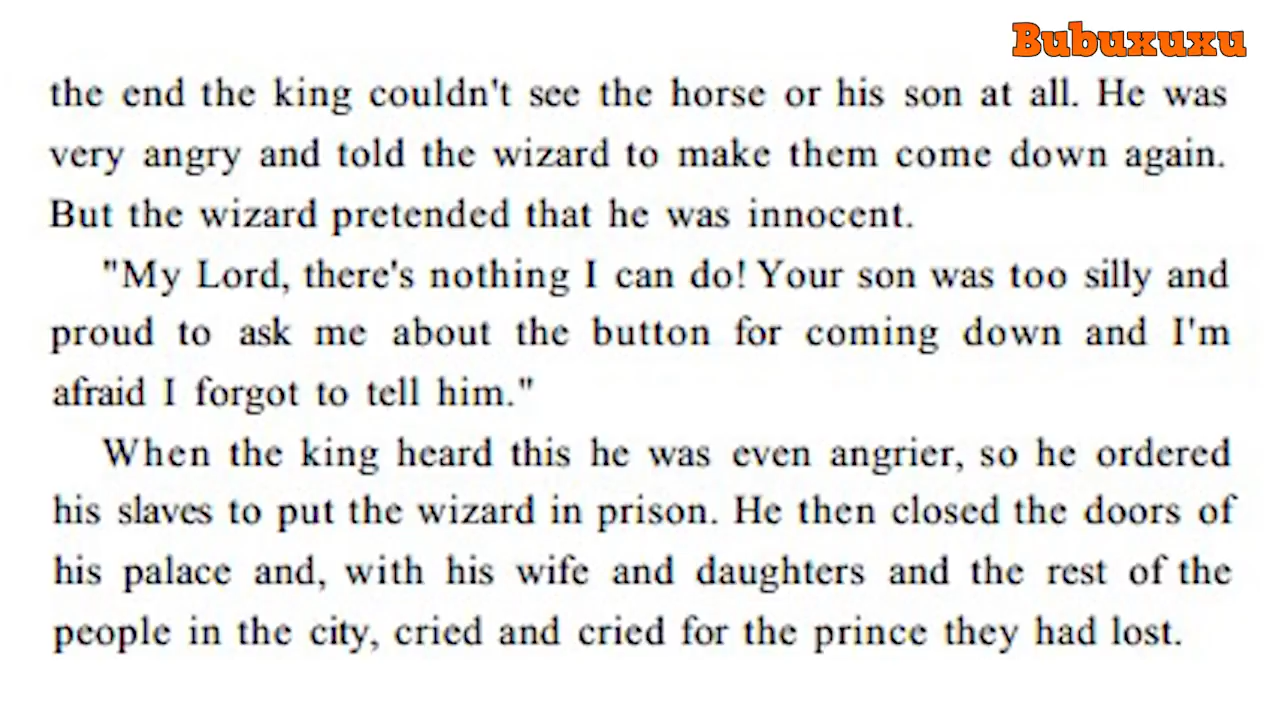 Bubuxuxu
the end the king couldn't see the horse or his son at all. He was
very angry and told the wizard to make them come down again.
But the wizard pretended that he was innocent.
"My Lord, there's nothing I can do! Your son was too silly and
proud to ask me about the button for coming down and I'm
afraid I forgot to tell him."
When the king heard this he was even angrier, so he ordered
his slaves to put the wizard in prison. He then closed the doors of
his palace and, with his wife and daughters and the rest of the
people in the city, cried and cried for the prince they had lost.